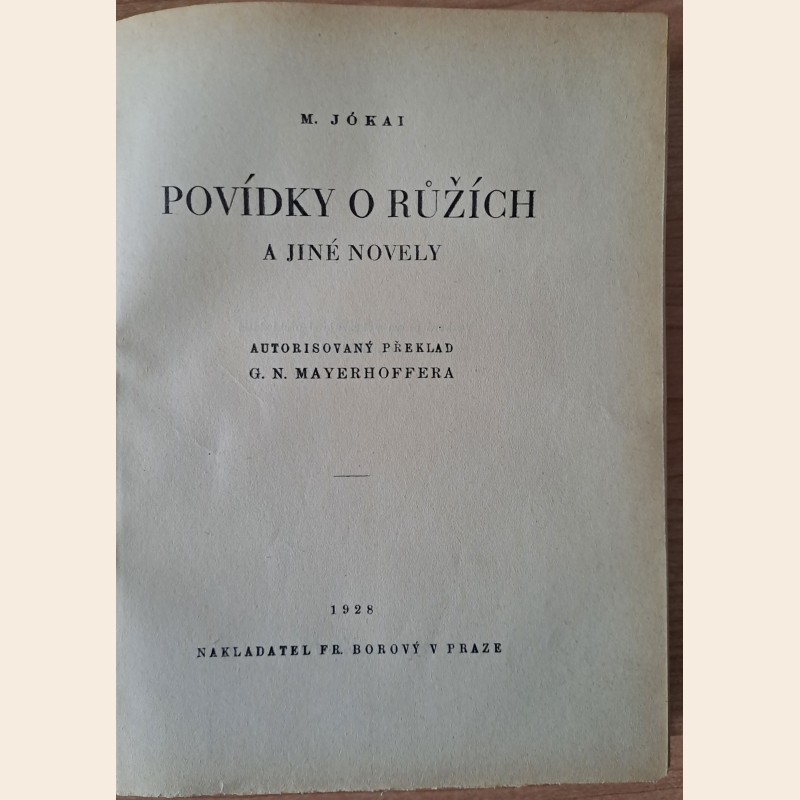 M. JÓKAI
POVÍDKY O RŮŽÍCH
A JINÉ NOVELY
AUTORISOVANÝ PŘEKLAD
G. N. MAYERHOFFERA
1928
NAKLADATEL FR. BOROVÝ V PRAZE